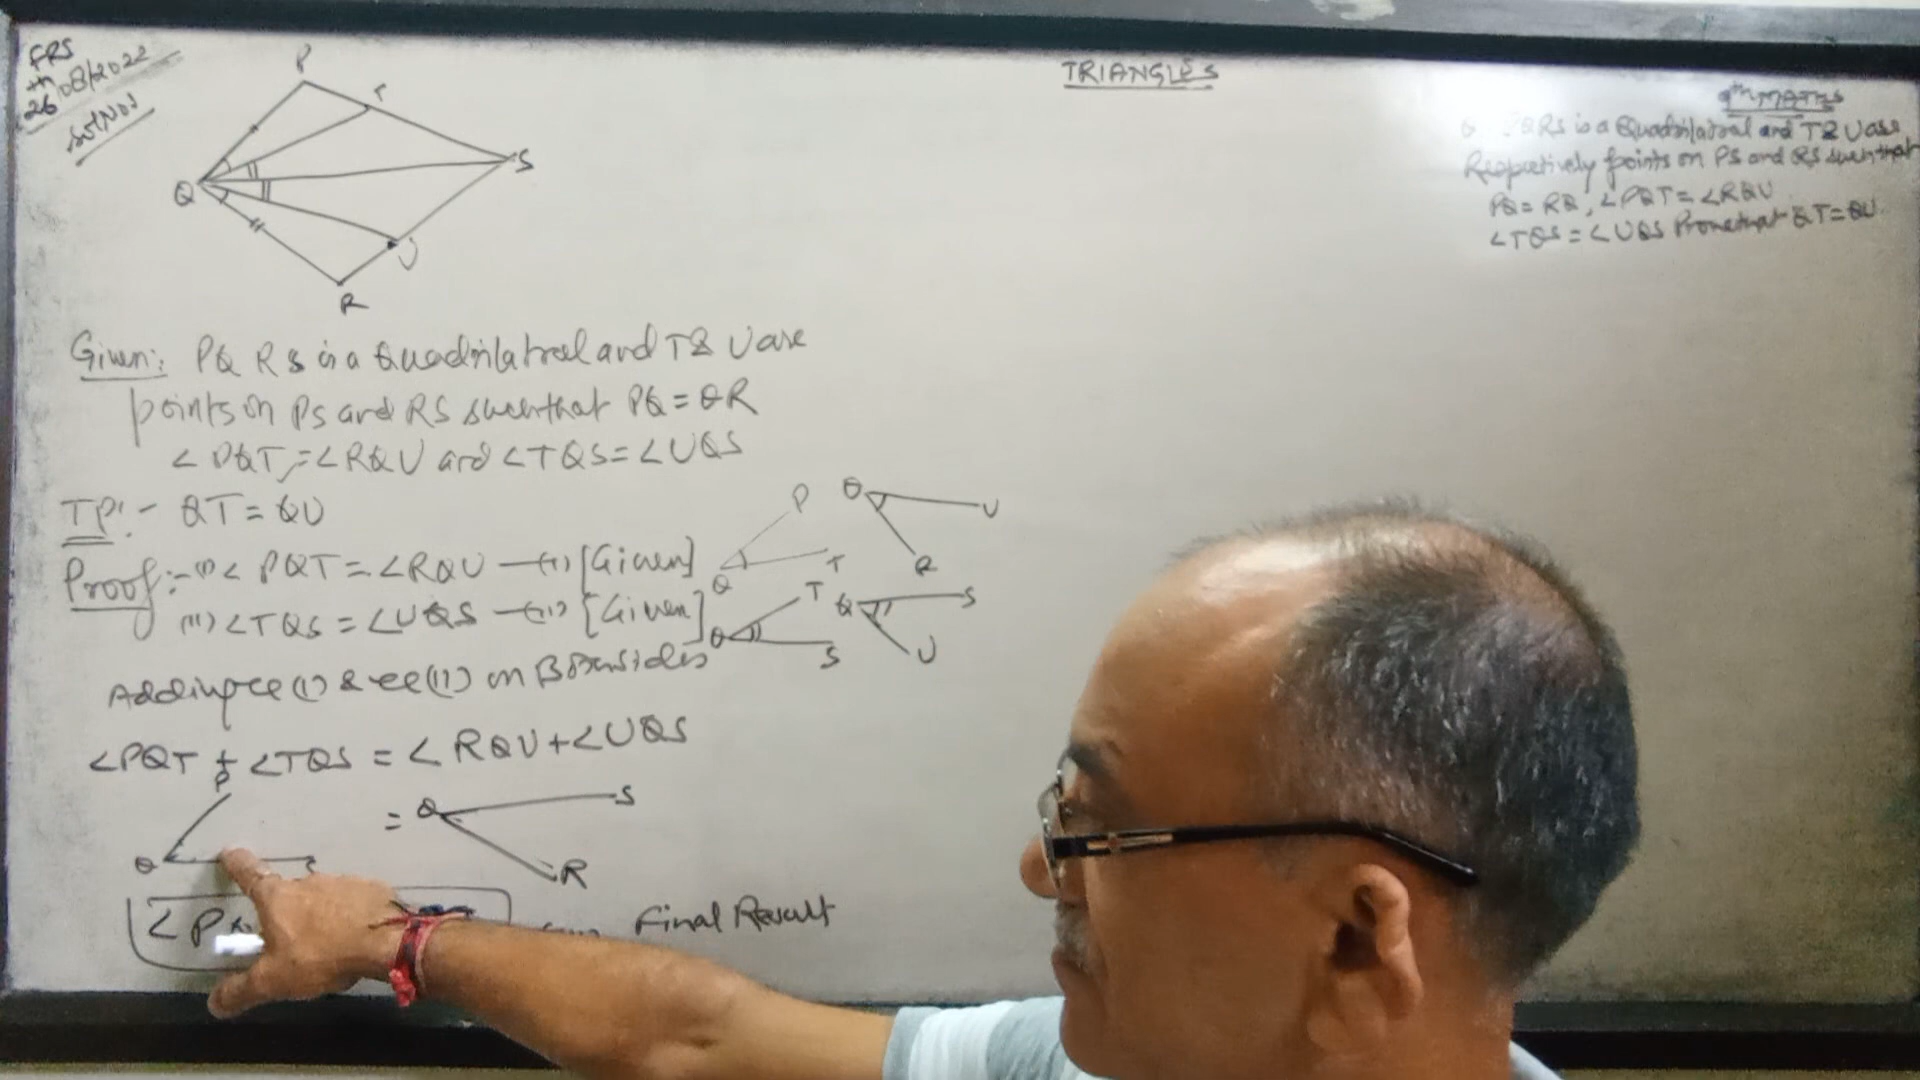 FRS
26th/08/2022
Sol No1
P
T
S
Q
U
R
TRIANGLES
9th MATHS
Q. PQRS is a Quadrilateral and T & U are
Respectively points on PS and RS such that
PQ = RQ, ∠PQT = ∠RQU
∠TQS = ∠UQS Prove that QT = QU.
Given: PQRS is a Quadrilateral and T & U are
points on PS and RS such that PQ = QR
∠PQT = ∠RQU and ∠TQS = ∠UQS
TP:- QT = QU
Proof:- (i) ∠PQT = ∠RQU —(i) [Given]
(ii) ∠TQS = ∠UQS —(ii) [Given]
P
Q
T
Q
U
R
Q
T
S
Q
S
U
Adding (i) & (ii) on Both sides
∠PQT + ∠TQS = ∠RQU + ∠UQS
P
Q
= Q
S
R
∠P
Final Result